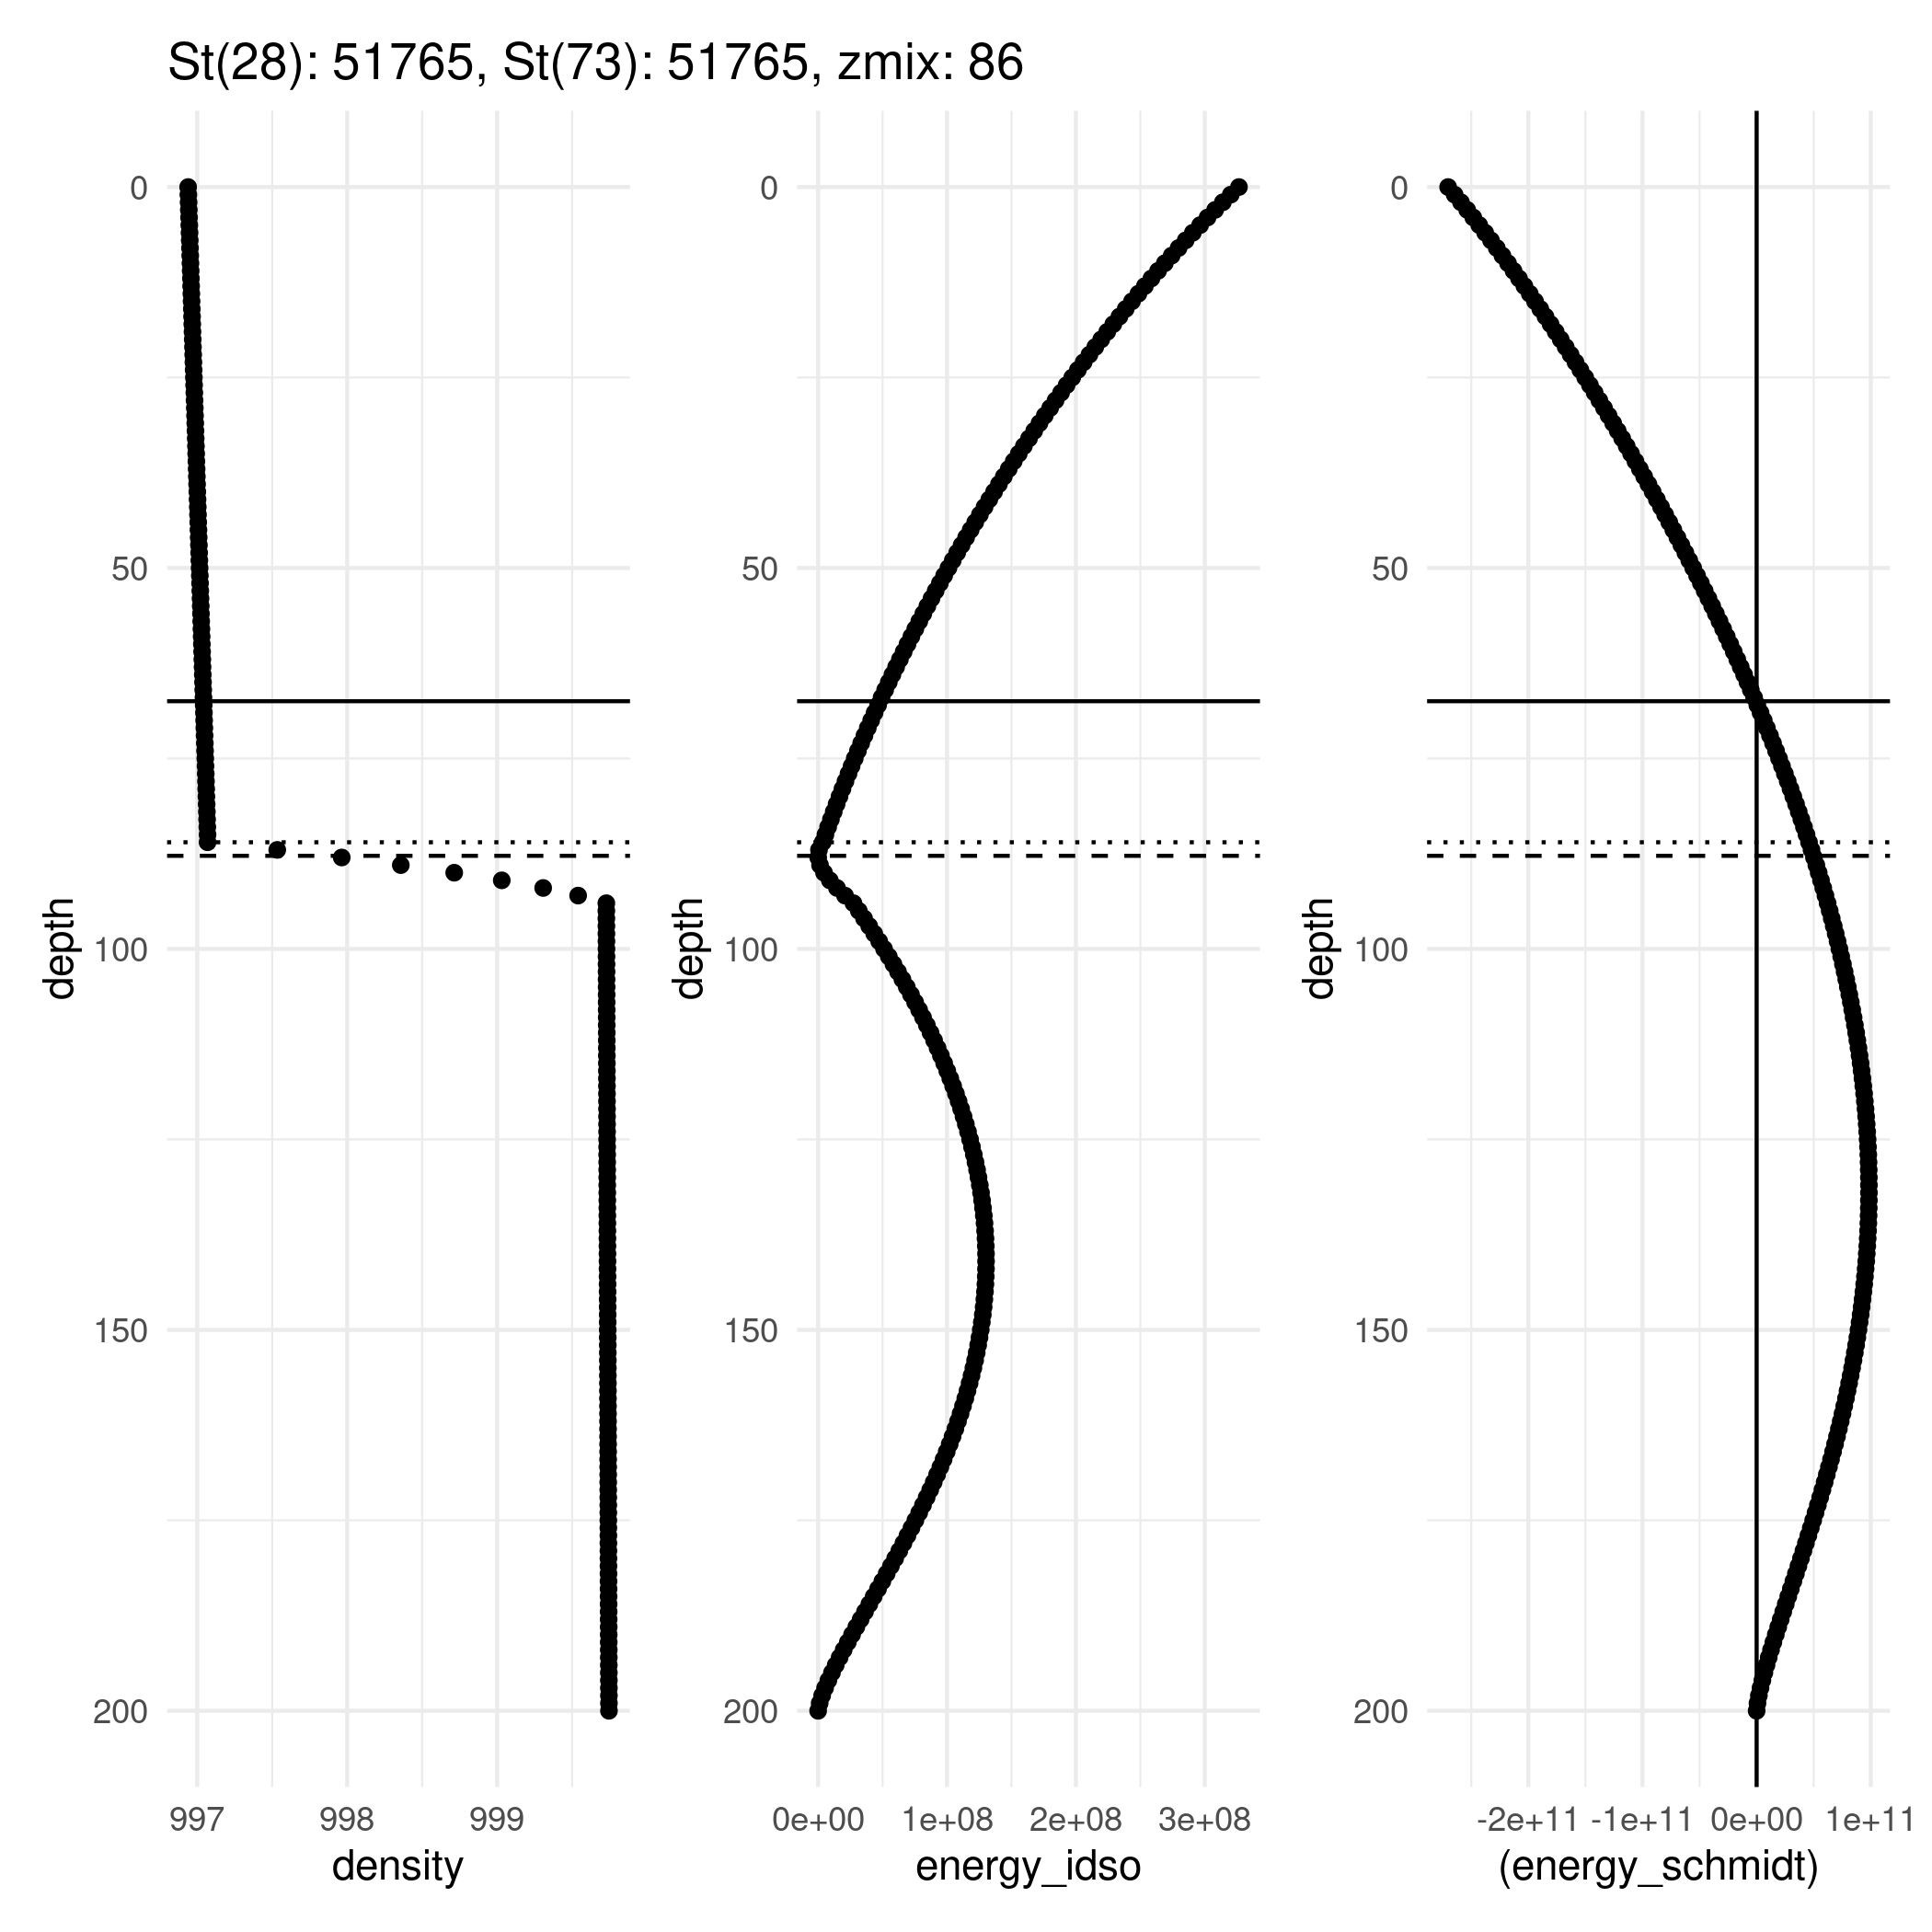 St(28): 51765, St(73): 51765, zmix: 86
0
50
100
150
200
depth
997 998 999
density
0
50
100
150
200
depth
0e+00 1e+08 2e+08 3e+08
energy_idso
0
50
100
150
200
depth
-2e+11 -1e+11 0e+00 1e+11
(energy_schmidt)